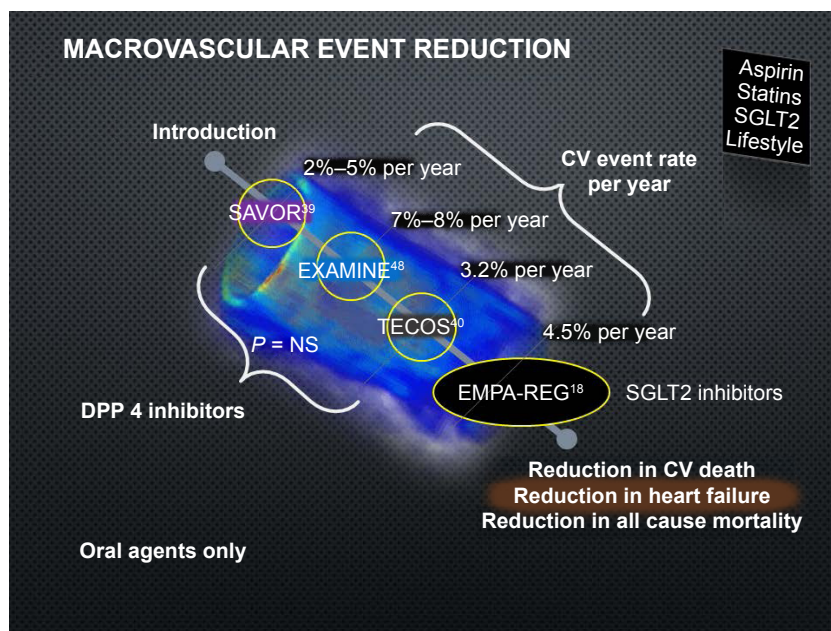 MACROVASCULAR EVENT REDUCTION
Aspirin
Statins
SGLT2
Lifestyle
Introduction
2%–5% per year
CV event rate
per year
SAVOR³⁹
7%–8% per year
EXAMINE⁴⁸
3.2% per year
TECOS⁴⁰
4.5% per year
P = NS
DPP 4 inhibitors
EMPA-REG¹⁸
SGLT2 inhibitors
Reduction in CV death
Reduction in heart failure
Reduction in all cause mortality
Oral agents only